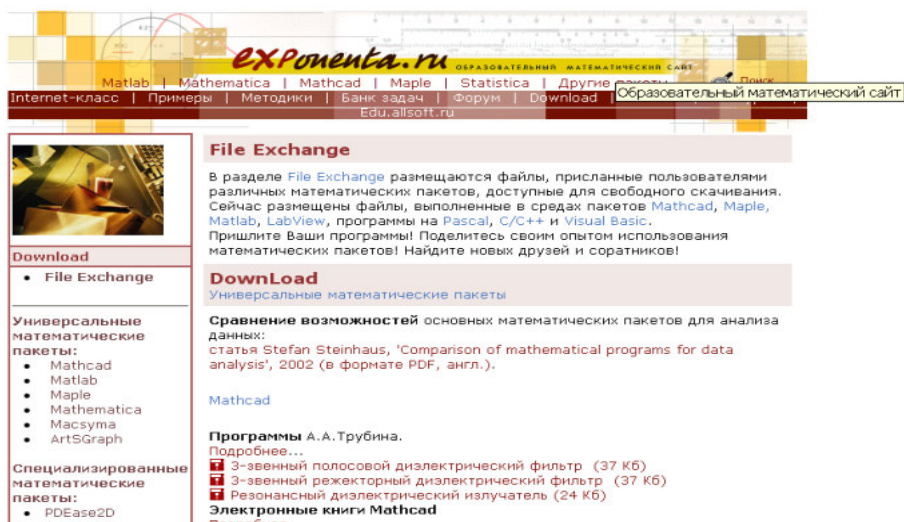 exponenta.ru ОБРАЗОВАТЕЛЬНЫЙ МАТЕМАТИЧЕСКИЙ САЙТ
Matlab | Mathematica | Mathcad | Maple | Statistica | Другие пакеты Поиск
Internet-класс | Примеры | Методики | Банк задач | Форум | Download |
Образовательный математический сайт
Edu.allsoft.ru
Download
• File Exchange
Универсальные
математические
пакеты:
• Mathcad
• Matlab
• Maple
• Mathematica
• Macsyma
• ArtSGraph
Специализированные
математические
пакеты:
• PDEase2D
File Exchange
В разделе File Exchange размещаются файлы, присланные пользователями
различных математических пакетов, доступные для свободного скачивания.
Сейчас размещены файлы, выполненные в средах пакетов Mathcad, Maple,
Matlab, LabView, программы на Pascal, C/C++ и Visual Basic.
Пришлите Ваши программы! Поделитесь своим опытом использования
математических пакетов! Найдите новых друзей и соратников!
DownLoad
Универсальные математические пакеты
Сравнение возможностей основных математических пакетов для анализа
данных:
статья Stefan Steinhaus, 'Comparison of mathematical programs for data
analysis', 2002 (в формате PDF, англ.).
Mathcad
Программы А.А.Трубина.
Подробнее...
3-звенный полосовой диэлектрический фильтр (37 Кб)
3-звенный режекторный диэлектрический фильтр (37 Кб)
Резонансный диэлектрический излучатель (24 Кб)
Электронные книги Mathcad